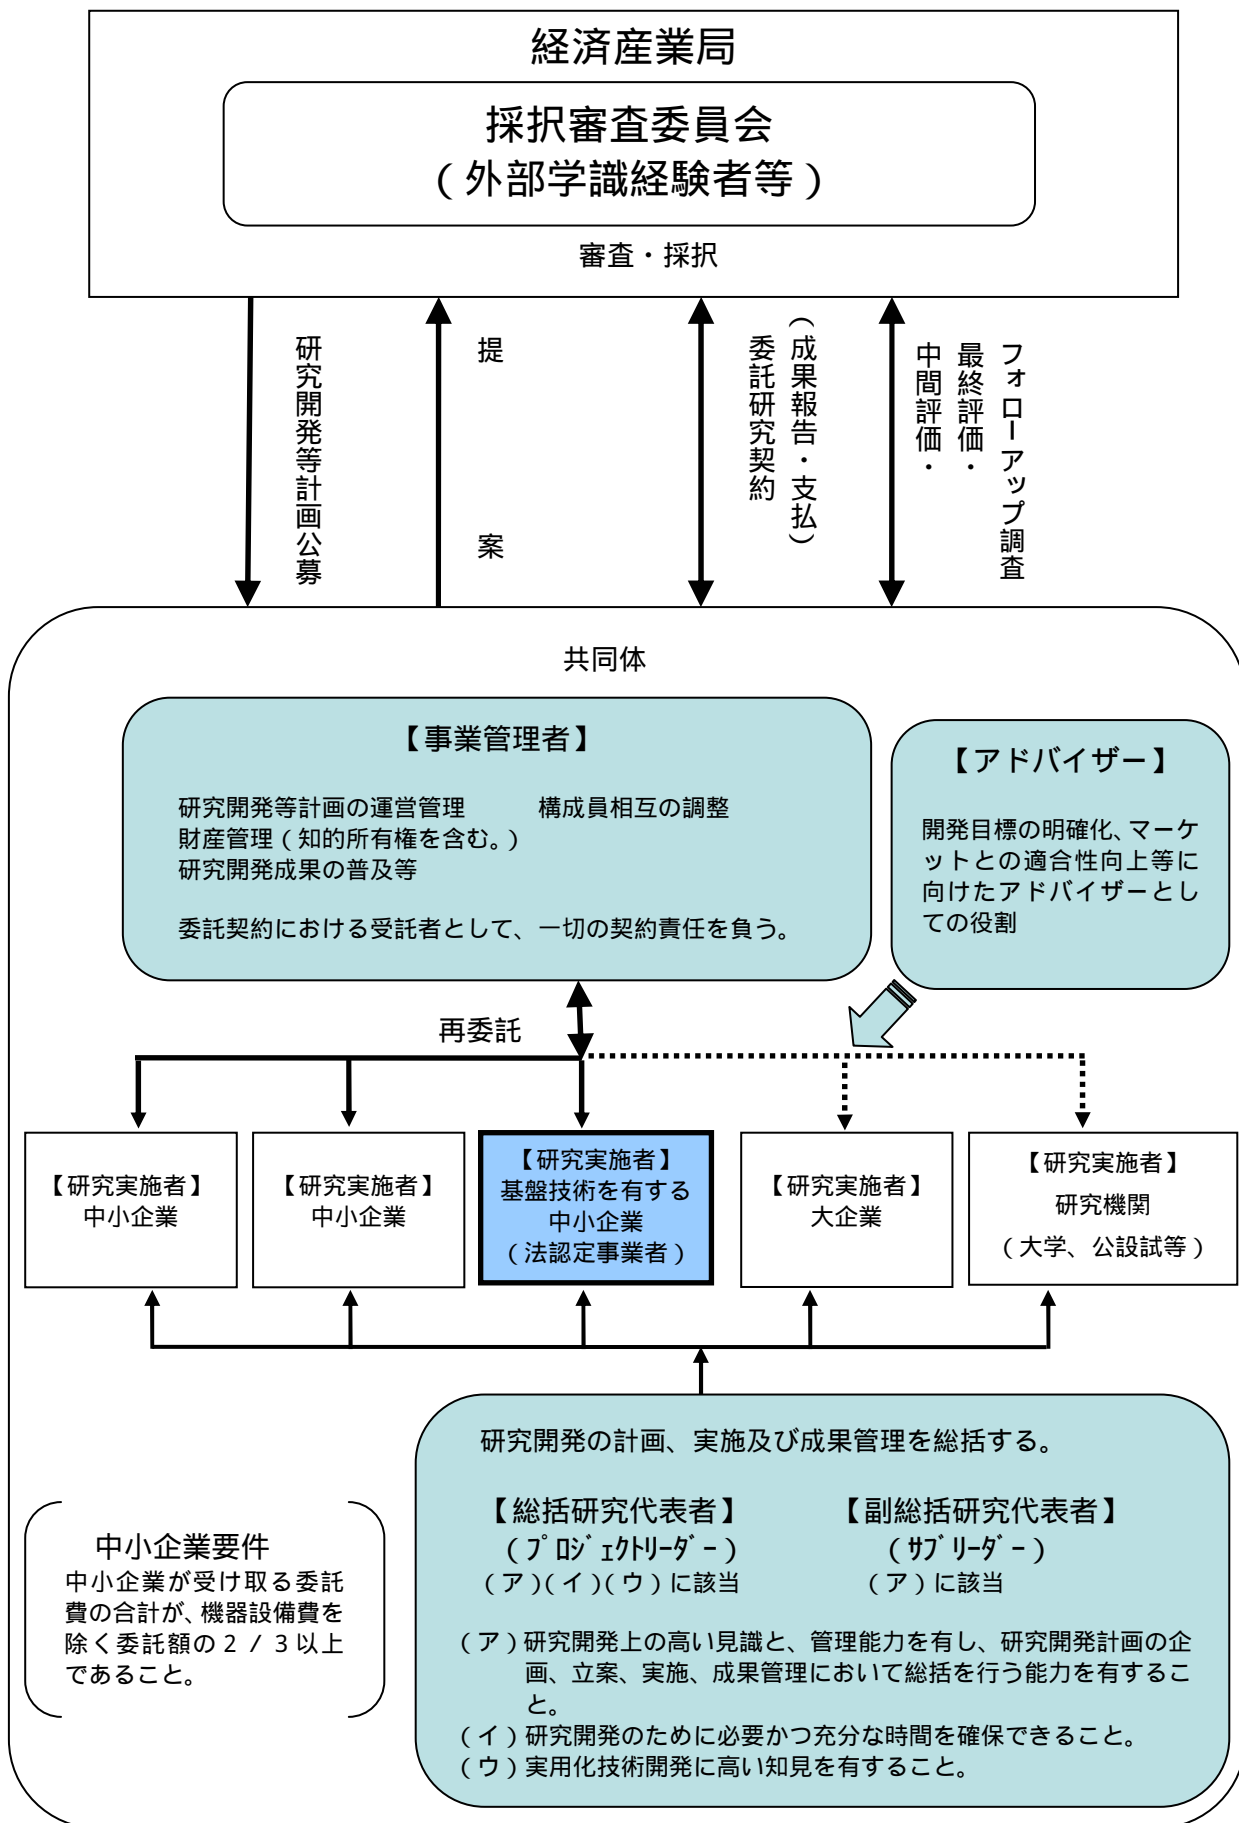 経済産業局
採択審査委員会
（外部学識経験者等）
審査・採択
研究開発等計画公募
提案
委託研究契約
（成果報告・支払）
中間評価・
最終評価・
フォローアップ調査
共同体
【事業管理者】
研究開発等計画の運営管理　　　構成員相互の調整
財産管理（知的所有権を含む。）
研究開発成果の普及等
委託契約における受託者として、一切の契約責任を負う。
【アドバイザー】
開発目標の明確化、マーケ
ットとの適合性向上等に
向けたアドバイザーとし
ての役割
再委託
【研究実施者】
中小企業
【研究実施者】
中小企業
【研究実施者】
基盤技術を有する
中小企業
（法認定事業者）
【研究実施者】
大企業
【研究実施者】
研究機関
（大学、公設試等）
研究開発の計画、実施及び成果管理を総括する。
【総括研究代表者】
（ﾌﾟﾛｼﾞｪｸﾄﾘｰﾀﾞｰ）
（ア）（イ）（ウ）に該当
【副総括研究代表者】
（ｻﾌﾞﾘｰﾀﾞｰ）
（ア）に該当
（ア）研究開発上の高い見識と、管理能力を有し、研究開発計画の企
画、立案、実施、成果管理において総括を行う能力を有するこ
と。
（イ）研究開発のために必要かつ充分な時間を確保できること。
（ウ）実用化技術開発に高い知見を有すること。
中小企業要件
中小企業が受け取る委託
費の合計が、機器設備費を
除く委託額の２／３以上
であること。